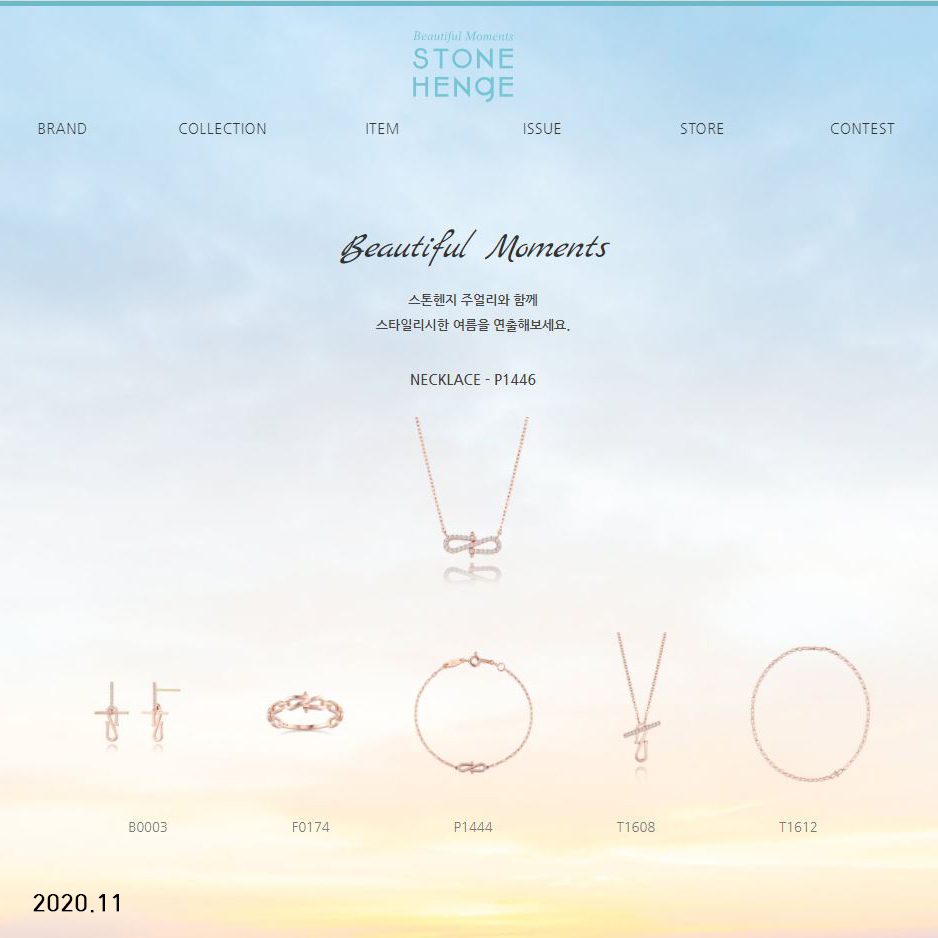 Beautiful Moments
STONE
HENGE
BRAND COLLECTION ITEM ISSUE STORE CONTEST
Beautiful Moments
스톤헨지 주얼리와 함께
스타일리시한 여름을 연출해보세요.
NECKLACE - P1446
B0003 F0174 P1444 T1608 T1612
2020.11